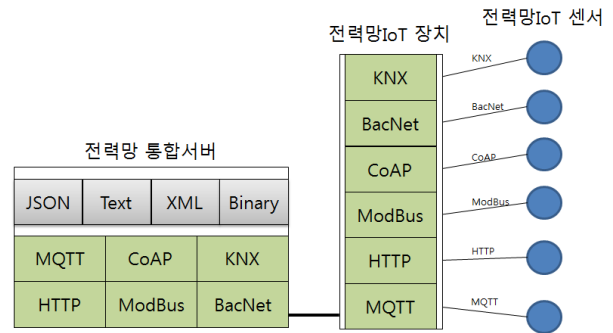 전력망IoT 센서
전력망IoT 장치
KNX
BacNet
CoAP
ModBus
HTTP
MQTT
KNX
BacNet
CoAP
ModBus
HTTP
MQTT
전력망 통합서버
JSON Text XML Binary
MQTT CoAP KNX
HTTP ModBus BacNet